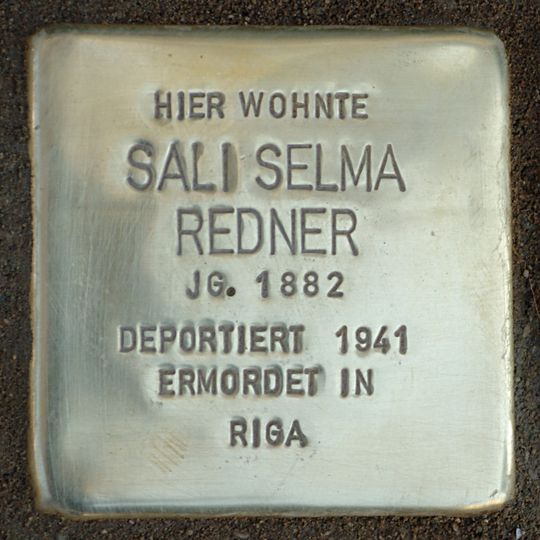 HIER WOHNTE
SALI SELMA
REDNER
JG. 1882
DEPORTIERT 1941
ERMORDET IN
RIGA